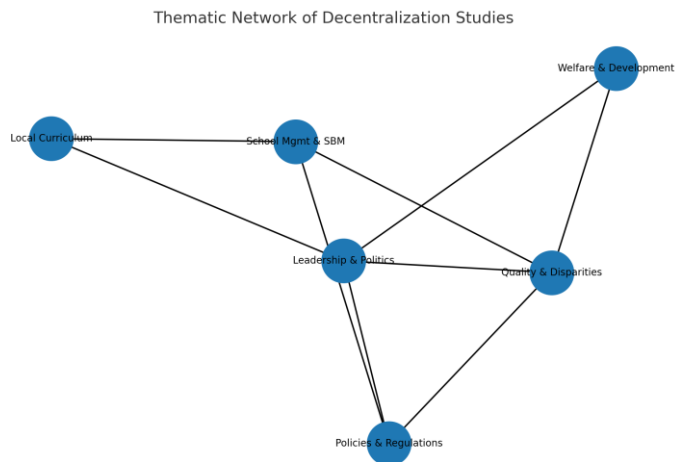 Thematic Network of Decentralization Studies
Welfare & Development
Local Curriculum
School Mgmt & SBM
Leadership & Politics
Quality & Disparities
Policies & Regulations